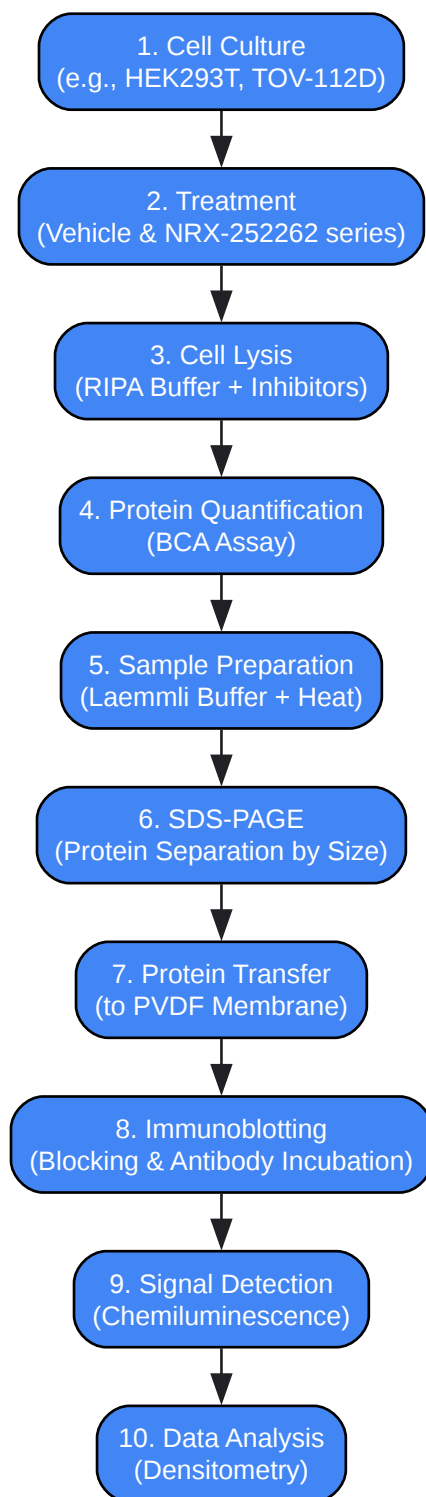 1. Cell Culture
(e.g., HEK293T, TOV-112D)
2. Treatment
(Vehicle & NRX-252262 series)
3. Cell Lysis
(RIPA Buffer + Inhibitors)
4. Protein Quantification
(BCA Assay)
5. Sample Preparation
(Laemmli Buffer + Heat)
6. SDS-PAGE
(Protein Separation by Size)
7. Protein Transfer
(to PVDF Membrane)
8. Immunoblotting
(Blocking & Antibody Incubation)
9. Signal Detection
(Chemiluminescence)
10. Data Analysis
(Densitometry)